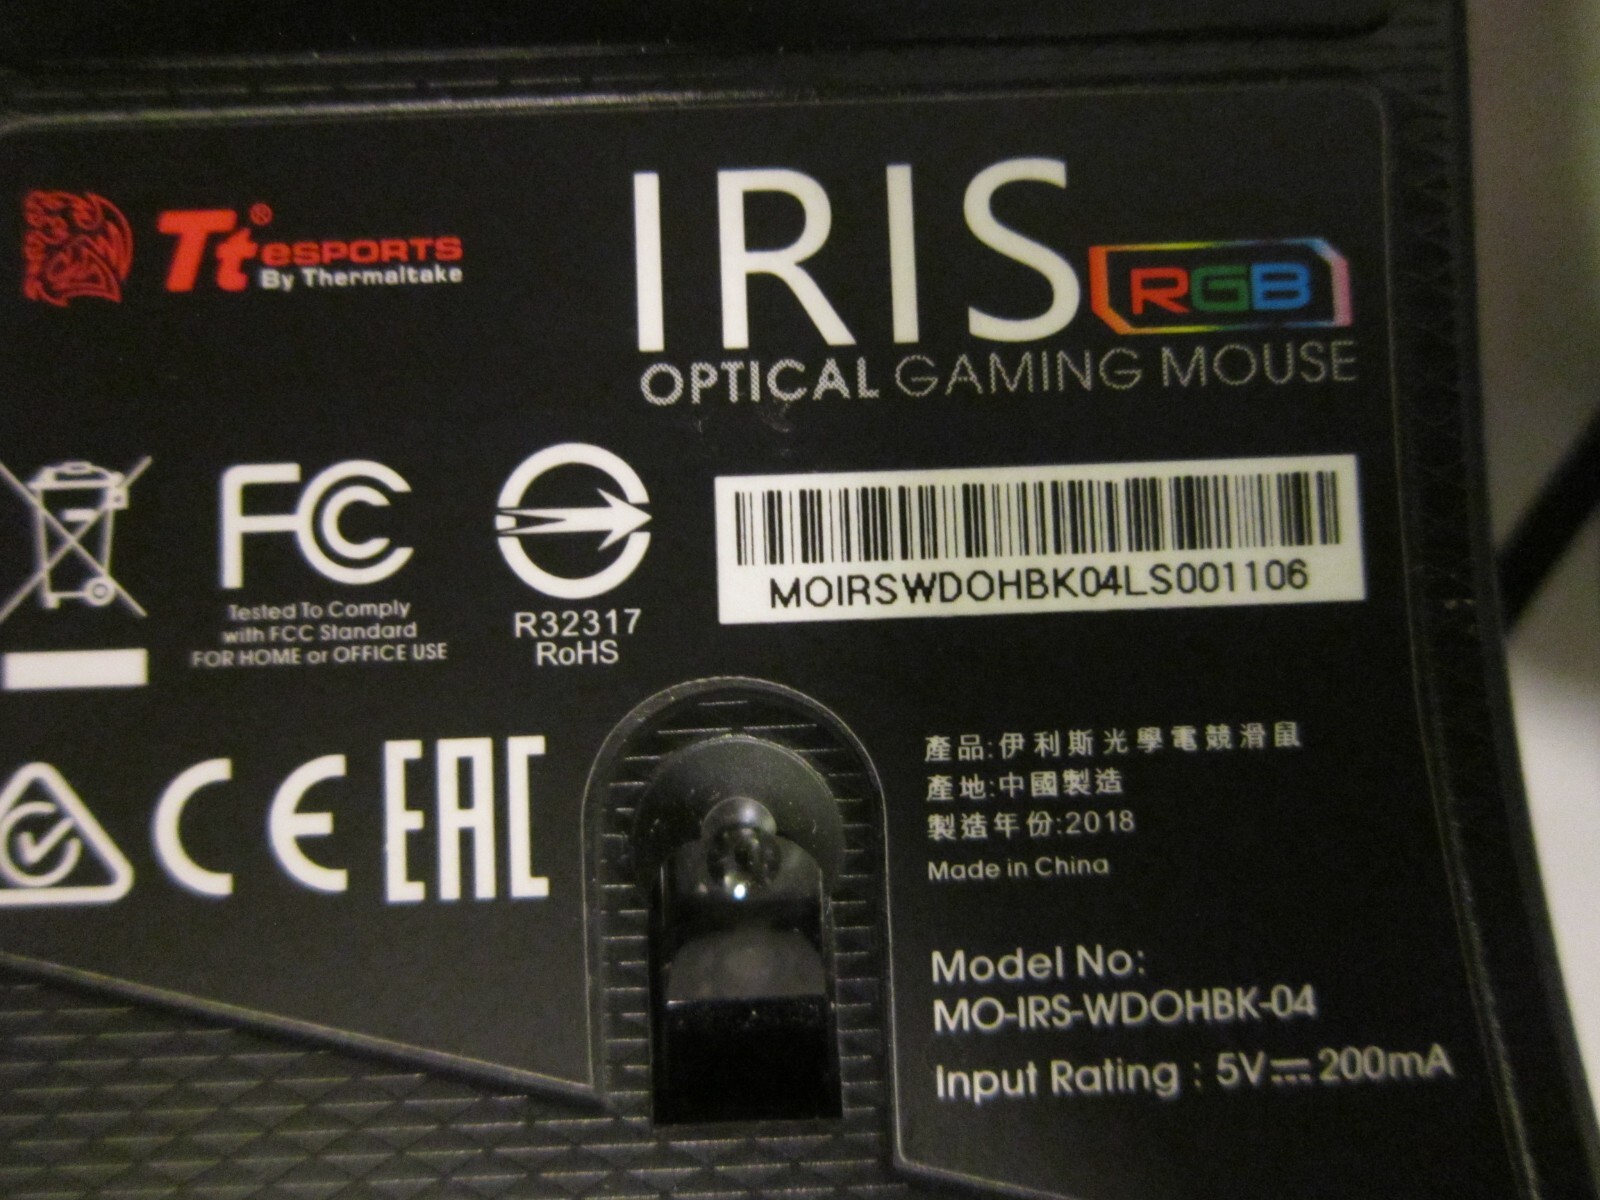 Tt® eSPORTS
By Thermaltake
IRIS RGB
OPTICAL GAMING MOUSE
FC
Tested To Comply
with FCC Standard
FOR HOME or OFFICE USE
R32317
RoHS
MOIRSWDOHBK04LS001106
CE EAC
產品:伊利斯光學電競滑鼠
產地:中國製造
製造年份:2018
Made in China
Model No:
MO-IRS-WDOHBK-04
Input Rating : 5V⎓200mA